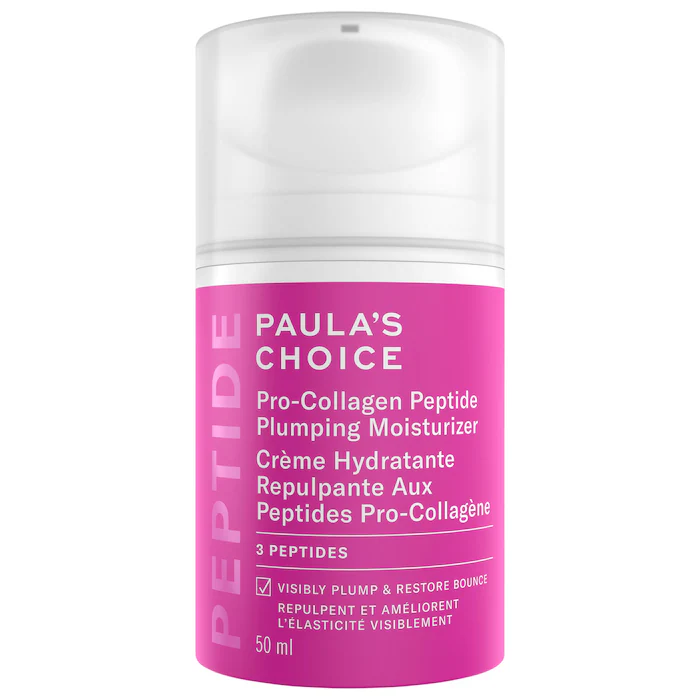 PEPTIDE
PAULA'S
CHOICE
Pro-Collagen Peptide
Plumping Moisturizer
Crème Hydratante
Repulpante Aux
Peptides Pro-Collagène
3 PEPTIDES
VISIBLY PLUMP & RESTORE BOUNCE
REPULPENT ET AMÉLIORENT
L'ÉLASTICITÉ VISIBLEMENT
50 ml